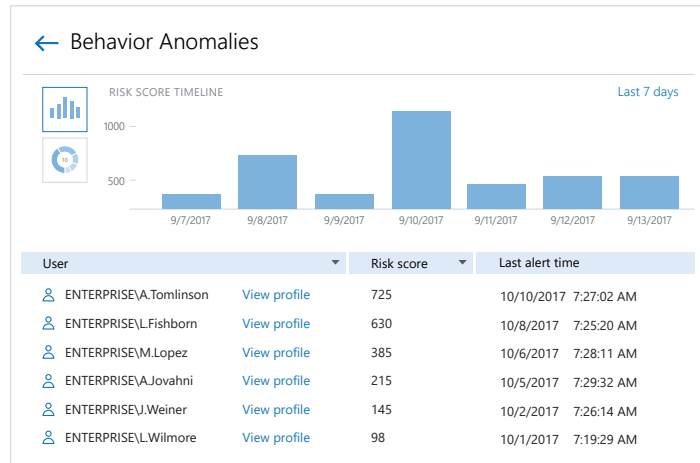 Behavior Anomalies
RISK SCORE TIMELINE
Last 7 days
1000
500
10
9/7/2017 9/8/2017 9/9/2017 9/10/2017 9/11/2017 9/12/2017 9/13/2017
User Risk score Last alert time
ENTERPRISE\A.Tomlinson View profile 725 10/10/2017 7:27:02 AM
ENTERPRISE\L.Fishborn View profile 630 10/8/2017 7:25:20 AM
ENTERPRISE\M.Lopez View profile 385 10/6/2017 7:28:11 AM
ENTERPRISE\A.Jovahni View profile 215 10/5/2017 7:29:32 AM
ENTERPRISE\J.Weiner View profile 145 10/2/2017 7:26:14 AM
ENTERPRISE\L.Wilmore View profile 98 10/1/2017 7:19:29 AM